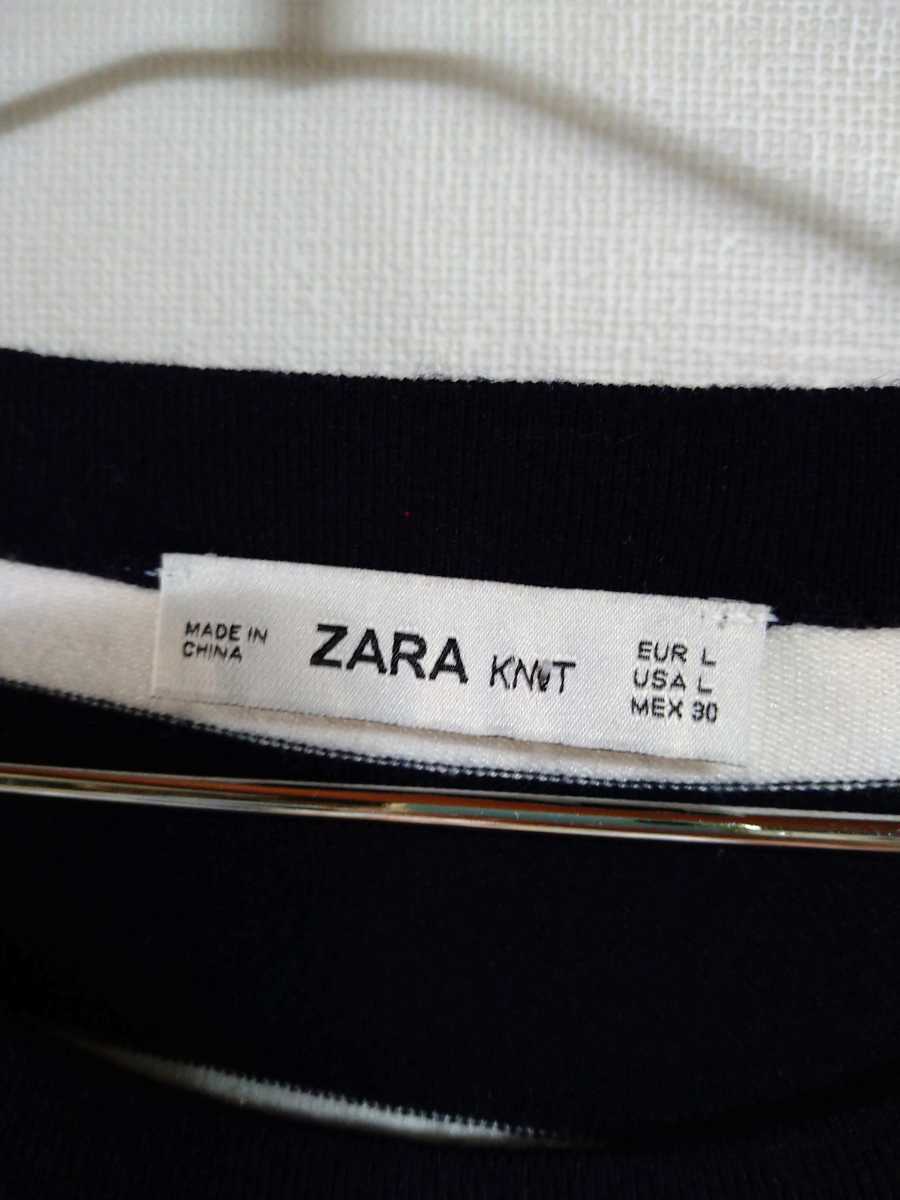 MADE IN
CHINA
ZARA KNIT
EUR L
USA L
MEX 30